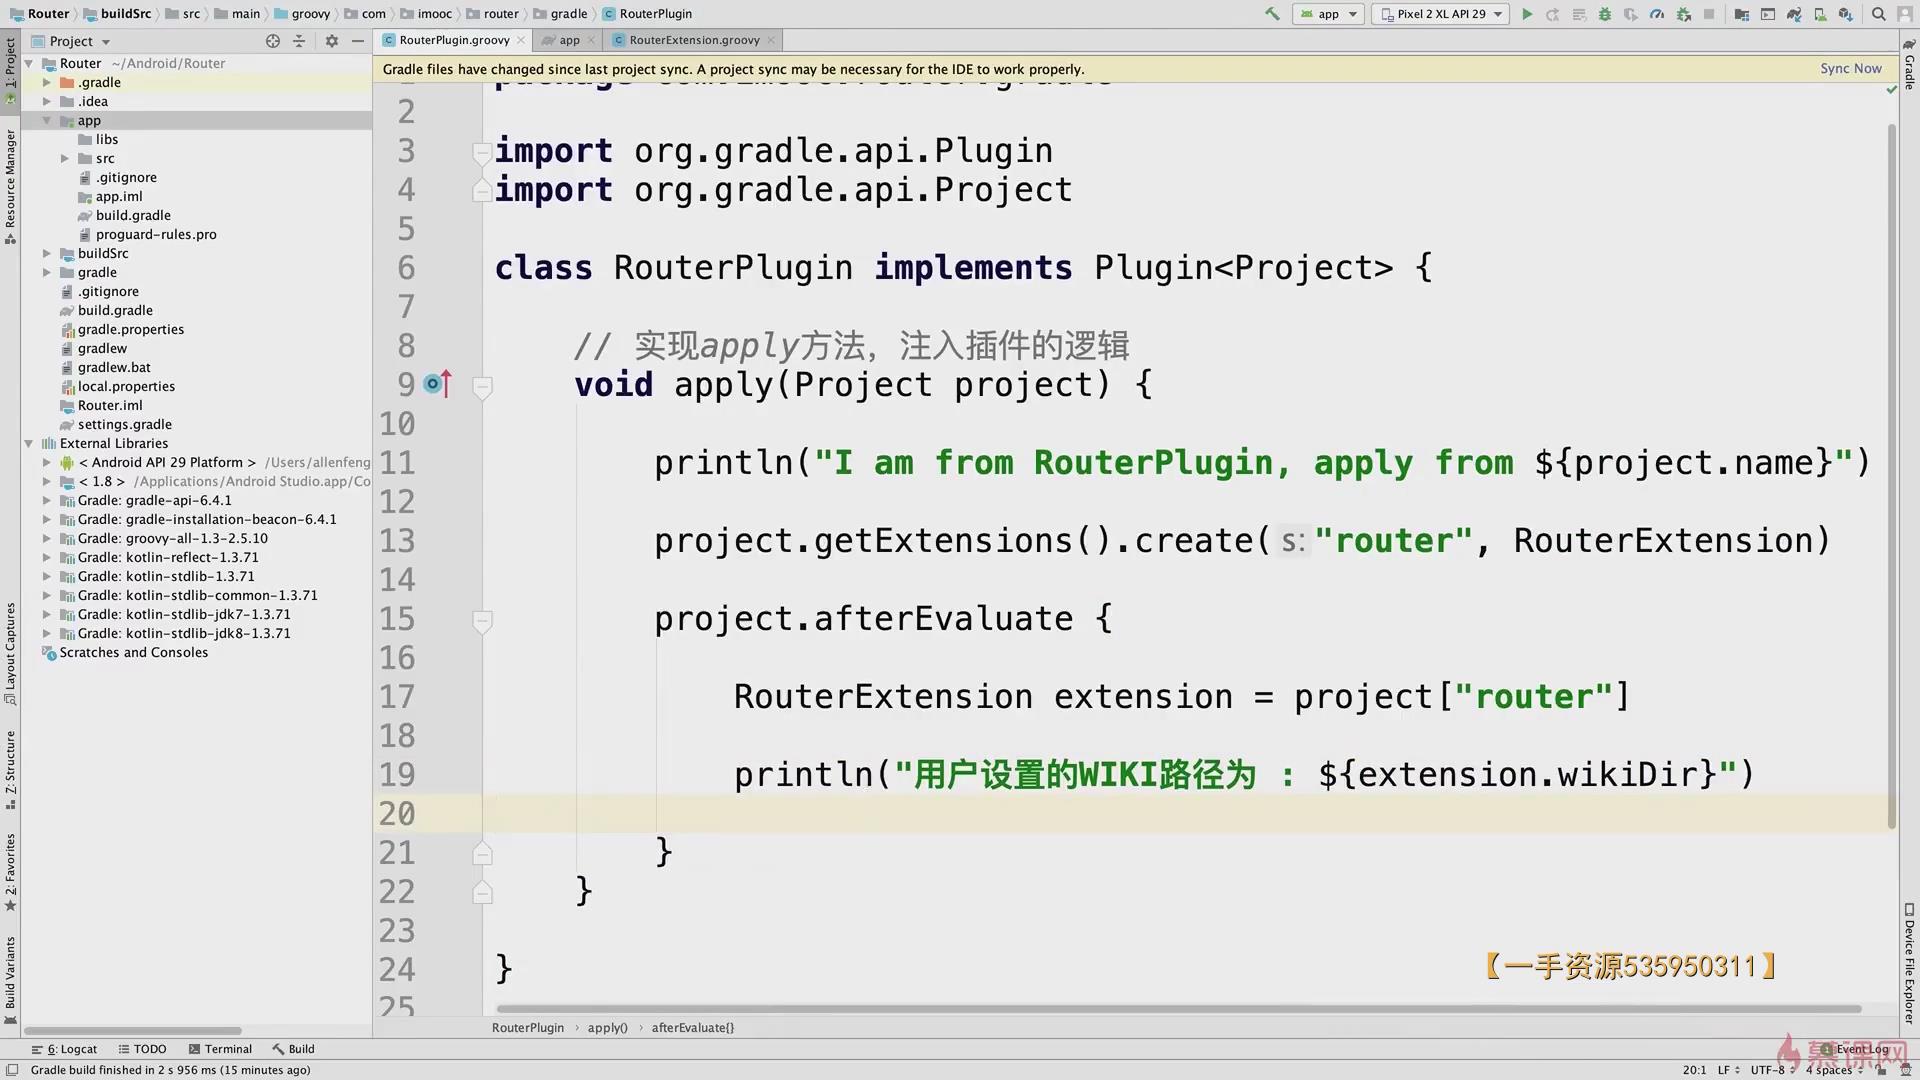 Router › buildSrc › src › main › groovy › com › imooc › router › gradle › RouterPlugin
app
Pixel 2 XL API 29
Project
RouterPlugin.groovy
app
RouterExtension.groovy
Gradle files have changed since last project sync. A project sync may be necessary for the IDE to work properly.
Sync Now
Router ~/Android/Router
.gradle
.idea
app
libs
src
.gitignore
app.iml
build.gradle
proguard-rules.pro
buildSrc
gradle
.gitignore
build.gradle
gradle.properties
gradlew
gradlew.bat
local.properties
Router.iml
settings.gradle
External Libraries
< Android API 29 Platform > /Users/allenfeng
< 1.8 > /Applications/Android Studio.app/Co
Gradle: gradle-api-6.4.1
Gradle: gradle-installation-beacon-6.4.1
Gradle: groovy-all-1.3-2.5.10
Gradle: kotlin-reflect-1.3.71
Gradle: kotlin-stdlib-1.3.71
Gradle: kotlin-stdlib-common-1.3.71
Gradle: kotlin-stdlib-jdk7-1.3.71
Gradle: kotlin-stdlib-jdk8-1.3.71
Scratches and Consoles
1: Project
Resource Manager
Layout Captures
Z: Structure
2: Favorites
Build Variants
2
3 import org.gradle.api.Plugin
4 import org.gradle.api.Project
5
6 class RouterPlugin implements Plugin<Project> {
7
8 // 实现apply方法，注入插件的逻辑
9 void apply(Project project) {
10
11 println("I am from RouterPlugin, apply from ${project.name}")
12
13 project.getExtensions().create( s: "router", RouterExtension)
14
15 project.afterEvaluate {
16
17 RouterExtension extension = project["router"]
18
19 println("用户设置的WIKI路径为 : ${extension.wikiDir}")
20
21 }
22 }
23
24 }
25
【一手资源535950311】
RouterPlugin › apply() › afterEvaluate{}
Gradle
Device File Explorer
6: Logcat
TODO
Terminal
Build
Event Log
慕课网
Gradle build finished in 2 s 956 ms (15 minutes ago)
20:1 LF UTF-8 4 spaces